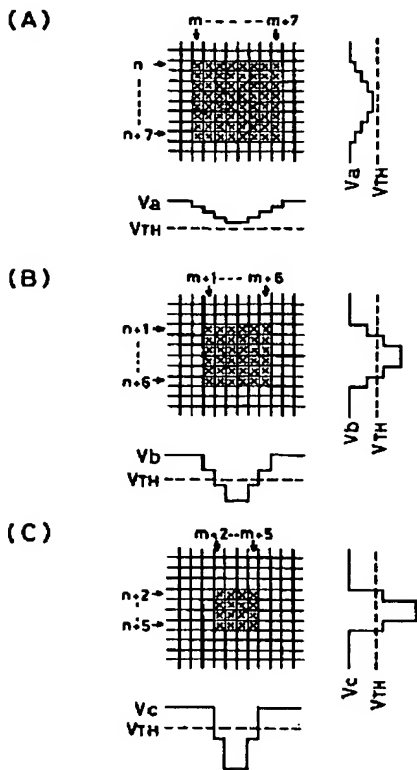 (A)
m ------- m+7
n
n+7
Va
VTH
Va
VTH
(B)
m+1 ---- m+6
n+1
n+6
Vb
VTH
Vb
VTH
(C)
m+2--m+5
n+2
n+5
Vc
VTH
Vc
VTH